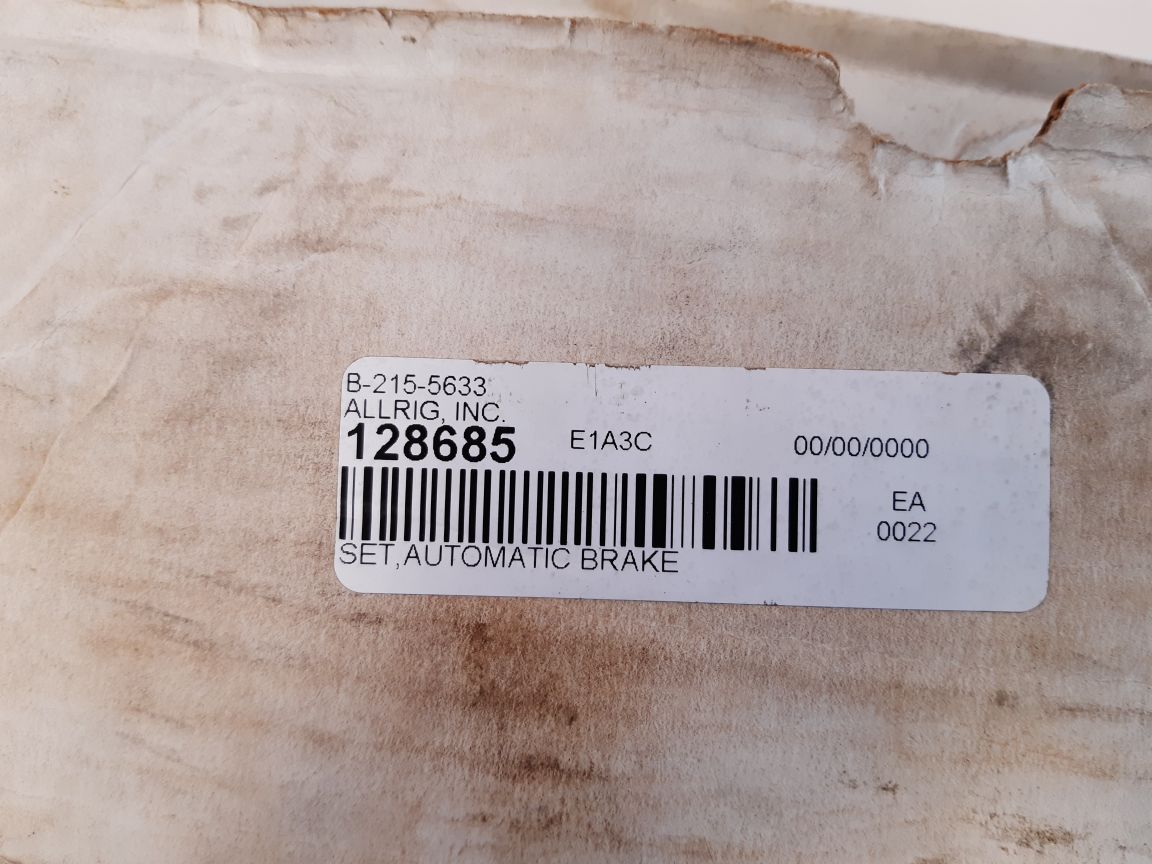 B-215-5633
ALLRIG, INC.
128685 E1A3C 00/00/0000
EA
0022
SET, AUTOMATIC BRAKE